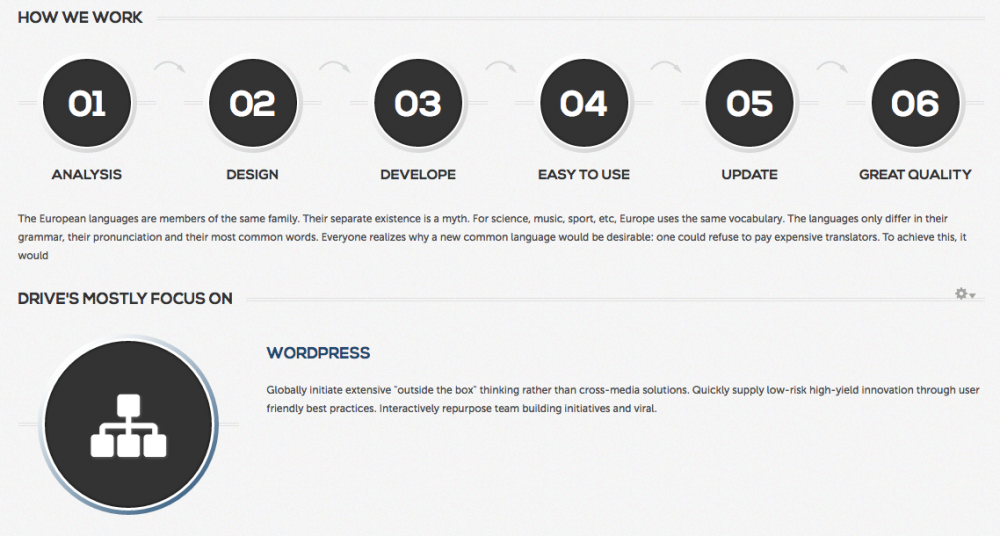 HOW WE WORK
01 02 03 04 05 06
ANALYSIS DESIGN DEVELOPE EASY TO USE UPDATE GREAT QUALITY
The European languages are members of the same family. Their separate existence is a myth. For science, music, sport, etc, Europe uses the same vocabulary. The languages only differ in their
grammar, their pronunciation and their most common words. Everyone realizes why a new common language would be desirable: one could refuse to pay expensive translators. To achieve this, it
would
DRIVE'S MOSTLY FOCUS ON
WORDPRESS
Globally initiate extensive "outside the box" thinking rather than cross-media solutions. Quickly supply low-risk high-yield innovation through user
friendly best practices. Interactively repurpose team building initiatives and viral.